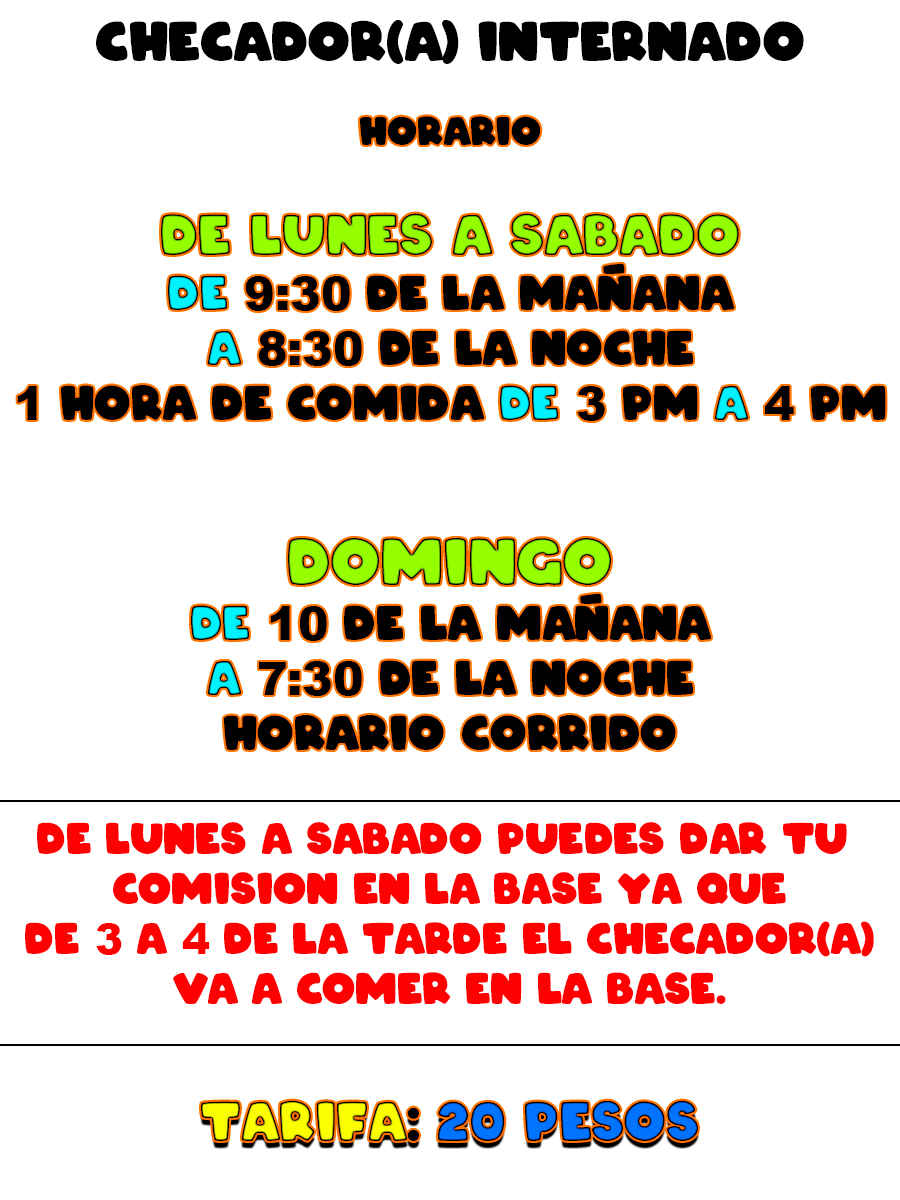 CHECADOR(A) INTERNADO
HORARIO
DE LUNES A SABADO
DE 9:30 DE LA MAÑANA
A 8:30 DE LA NOCHE
1 HORA DE COMIDA DE 3 PM A 4 PM
DOMINGO
DE 10 DE LA MAÑANA
A 7:30 DE LA NOCHE
HORARIO CORRIDO
DE LUNES A SABADO PUEDES DAR TU
COMISION EN LA BASE YA QUE
DE 3 A 4 DE LA TARDE EL CHECADOR(A)
VA A COMER EN LA BASE.
TARIFA: 20 PESOS